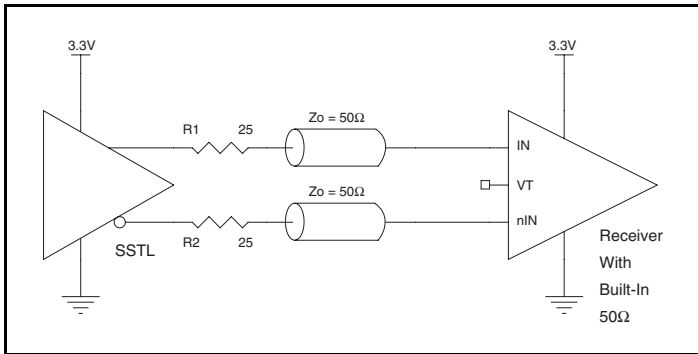 3.3V
3.3V
R1 25
Zo = 50Ω
IN
VT
Zo = 50Ω
nIN
R2 25
SSTL
Receiver
With
Built-In
50Ω